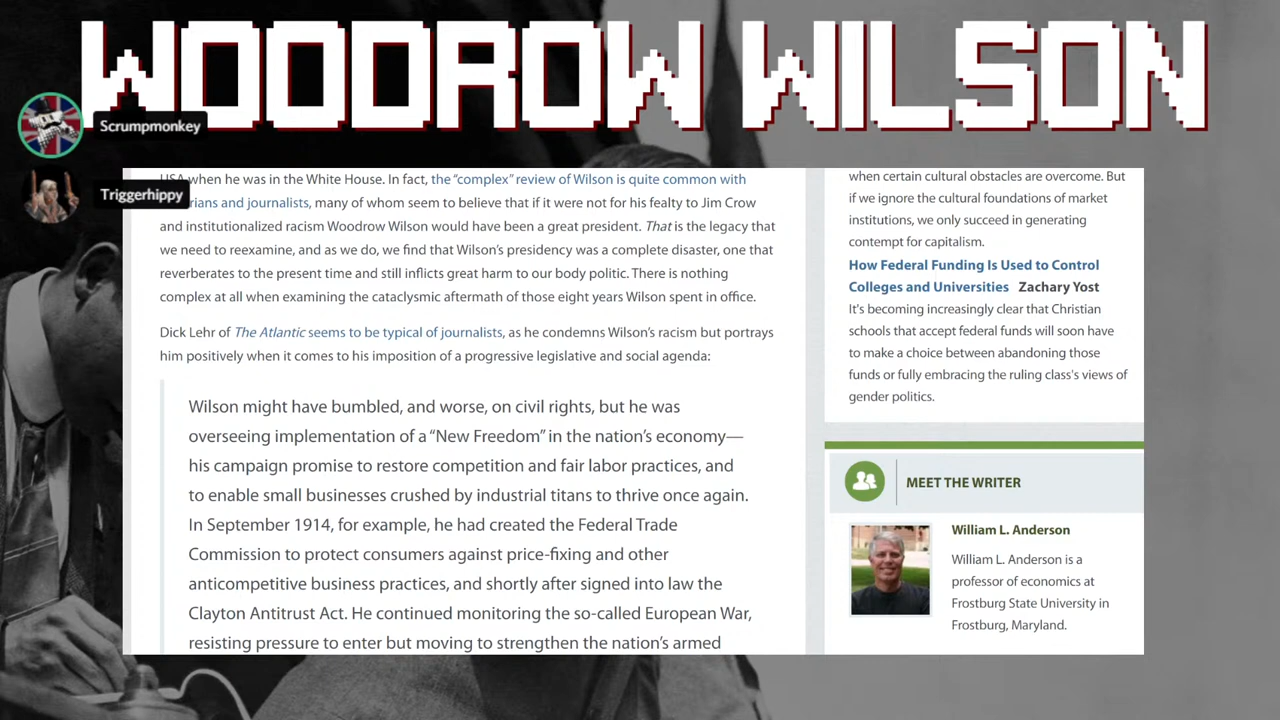 WOODROW WILSON
Scrumpmonkey
Triggerhippy
USA when he was in the White House. In fact, the “complex” review of Wilson is quite common with
rians and journalists, many of whom seem to believe that if it were not for his fealty to Jim Crow
and institutionalized racism Woodrow Wilson would have been a great president. That is the legacy that
we need to reexamine, and as we do, we find that Wilson’s presidency was a complete disaster, one that
reverberates to the present time and still inflicts great harm to our body politic. There is nothing
complex at all when examining the cataclysmic aftermath of those eight years Wilson spent in office.
Dick Lehr of The Atlantic seems to be typical of journalists, as he condemns Wilson’s racism but portrays
him positively when it comes to his imposition of a progressive legislative and social agenda:
Wilson might have bumbled, and worse, on civil rights, but he was
overseeing implementation of a “New Freedom” in the nation’s economy—
his campaign promise to restore competition and fair labor practices, and
to enable small businesses crushed by industrial titans to thrive once again.
In September 1914, for example, he had created the Federal Trade
Commission to protect consumers against price-fixing and other
anticompetitive business practices, and shortly after signed into law the
Clayton Antitrust Act. He continued monitoring the so-called European War,
resisting pressure to enter but moving to strengthen the nation’s armed
when certain cultural obstacles are overcome. But
if we ignore the cultural foundations of market
institutions, we only succeed in generating
contempt for capitalism.
How Federal Funding Is Used to Control
Colleges and Universities Zachary Yost
It's becoming increasingly clear that Christian
schools that accept federal funds will soon have
to make a choice between abandoning those
funds or fully embracing the ruling class's views of
gender politics.
MEET THE WRITER
William L. Anderson
William L. Anderson is a
professor of economics at
Frostburg State University in
Frostburg, Maryland.